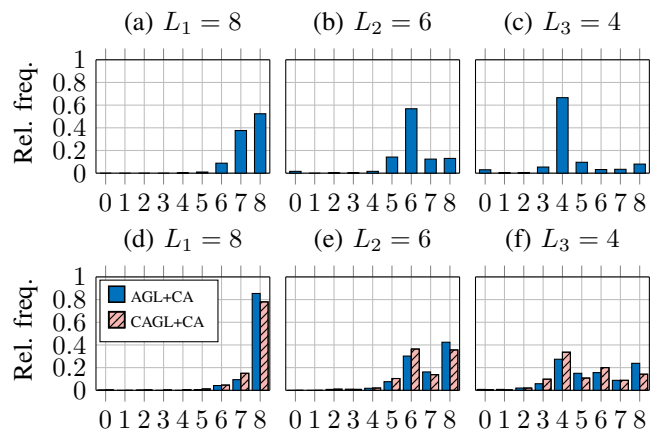 (a) L₁ = 8 (b) L₂ = 6 (c) L₃ = 4
1
0.8
0.6
0.4
0.2
0
Rel. freq.
0 1 2 3 4 5 6 7 8 0 1 2 3 4 5 6 7 8 0 1 2 3 4 5 6 7 8
(d) L₁ = 8 (e) L₂ = 6 (f) L₃ = 4
1
0.8
0.6
0.4
0.2
0
Rel. freq.
AGL+CA
CAGL+CA
0 1 2 3 4 5 6 7 8 0 1 2 3 4 5 6 7 8 0 1 2 3 4 5 6 7 8